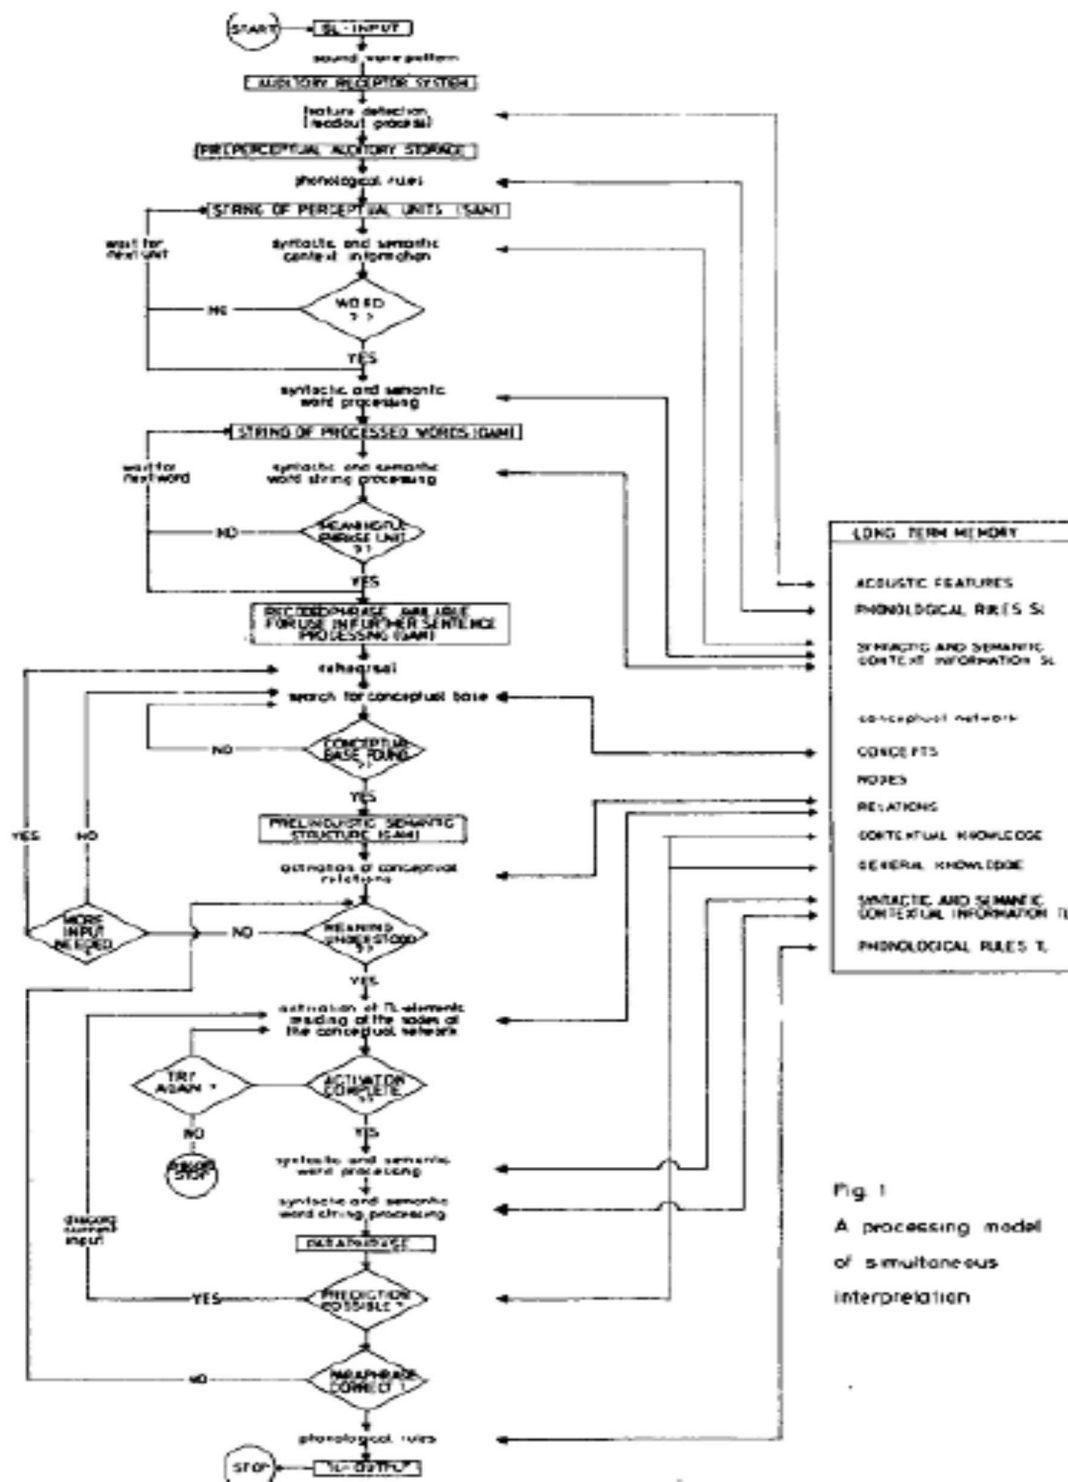 START
SL-INPUT
sound wave pattern
AUDITORY RECEPTOR SYSTEM
feature detection
(readout process)
PREPERCEPTUAL AUDITORY STORAGE
phonological rules
STRING OF PERCEPTUAL UNITS (SAM)
wait for
next unit
syntactic and semantic
context information
WORD
NO
YES
syntactic and semantic
word processing
STRING OF PROCESSED WORDS (GAM)
wait for
next word
syntactic and semantic
word string processing
MEANINGFUL
PHRASE UNIT
NO
YES
PHRASE AVAILABLE
FOR USE IN FURTHER SENTENCE
PROCESSING (GAM)
rehearsal
search for conceptual base
CONCEPTUAL
BASE FOUND
NO
YES
PRELINGUISTIC SEMANTIC
STRUCTURE (GAM)
activation of conceptual
relations
YES
NO
MORE
INPUT
NEEDED
NO
MEANING
UNDERSTOOD
YES
activation of TL-elements
residing at the nodes of
the conceptual network
TRY
AGAIN ?
ACTIVATION
COMPLETE
NO
YES
STOP
syntactic and semantic
word processing
syntactic and semantic
word string processing
discard
current
input
PARAPHRASE
PREDICTION
POSSIBLE ?
YES
PARAPHRASE
CORRECT ?
NO
phonological rules
TL-OUTPUT
STOP
LONG TERM MEMORY
ACOUSTIC FEATURES
PHONOLOGICAL RULES SL
SYNTACTIC AND SEMANTIC
CONTEXT INFORMATION SL
conceptual network
CONCEPTS
NODES
RELATIONS
CONTEXTUAL KNOWLEDGE
GENERAL KNOWLEDGE
SYNTACTIC AND SEMANTIC
CONTEXTUAL INFORMATION TL
PHONOLOGICAL RULES TL
Fig. 1
A processing model
of simultaneous
interpretation